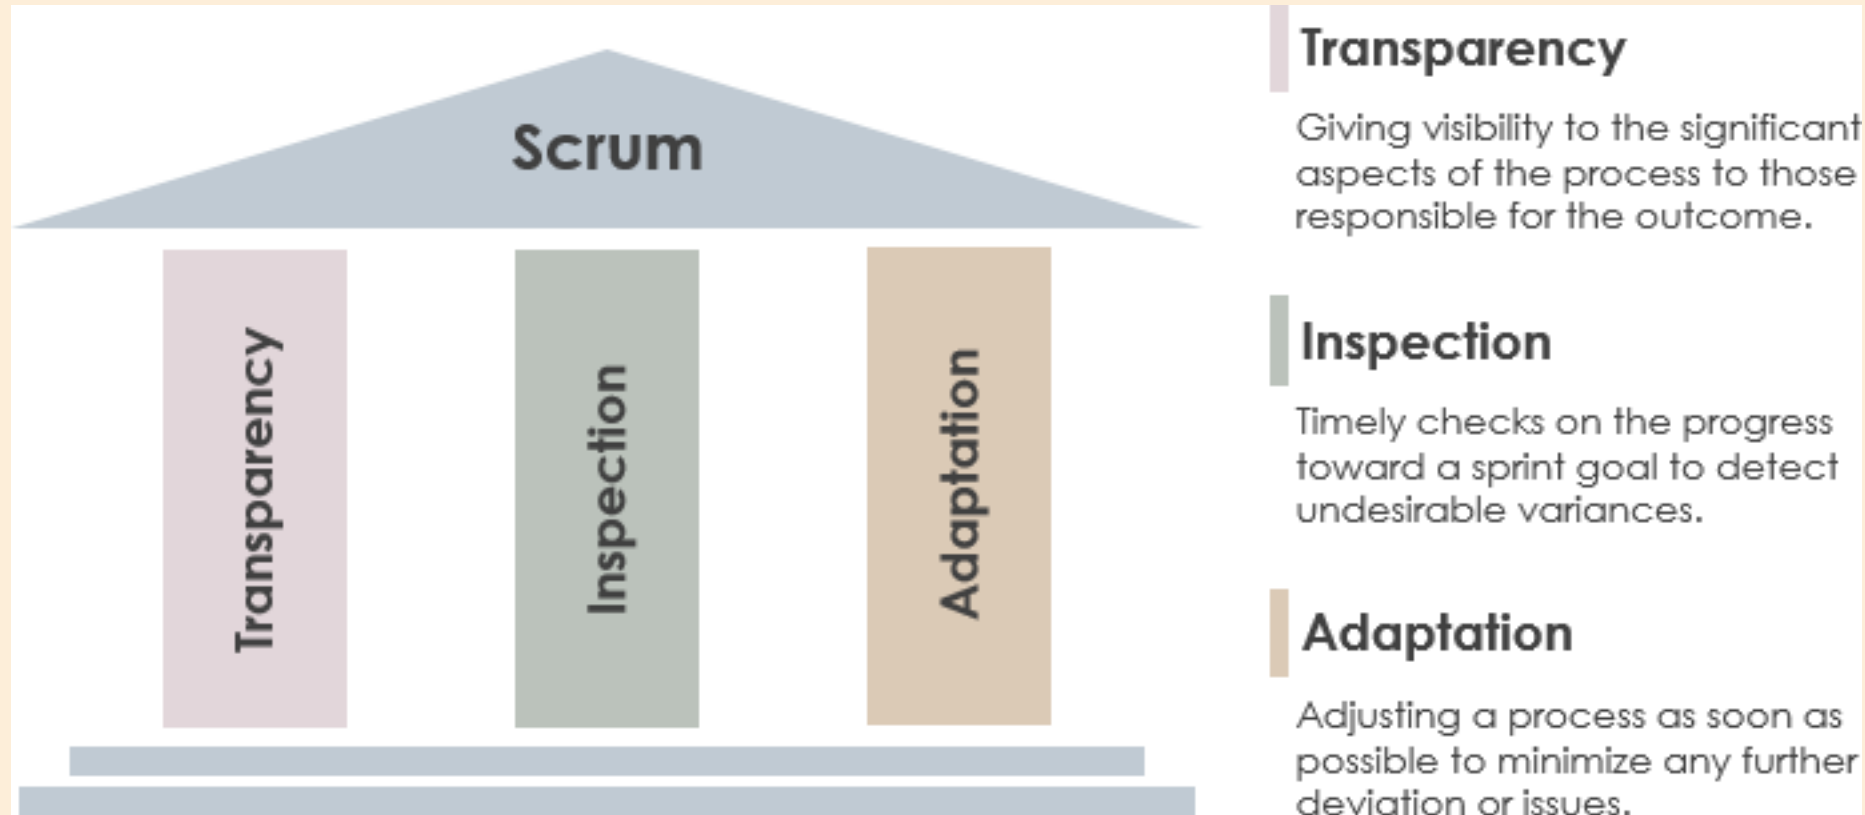 Scrum
Transparency
Inspection
Adaptation
Transparency
Giving visibility to the significant
aspects of the process to those
responsible for the outcome.
Inspection
Timely checks on the progress
toward a sprint goal to detect
undesirable variances.
Adaptation
Adjusting a process as soon as
possible to minimize any further
deviation or issues.